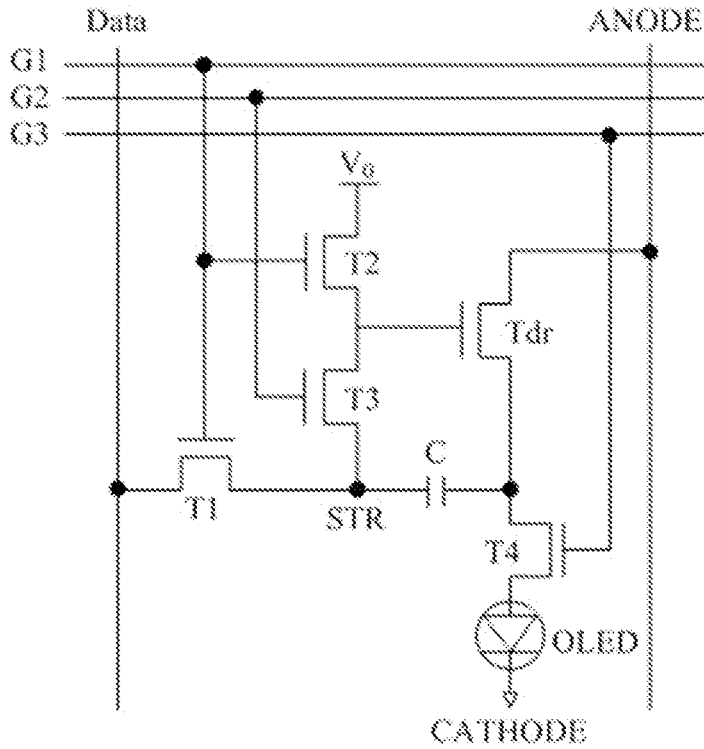 Data ANODE
G1
G2
G3
V₀
T2
Tdr
T3
C
T1
STR
T4
OLED
CATHODE